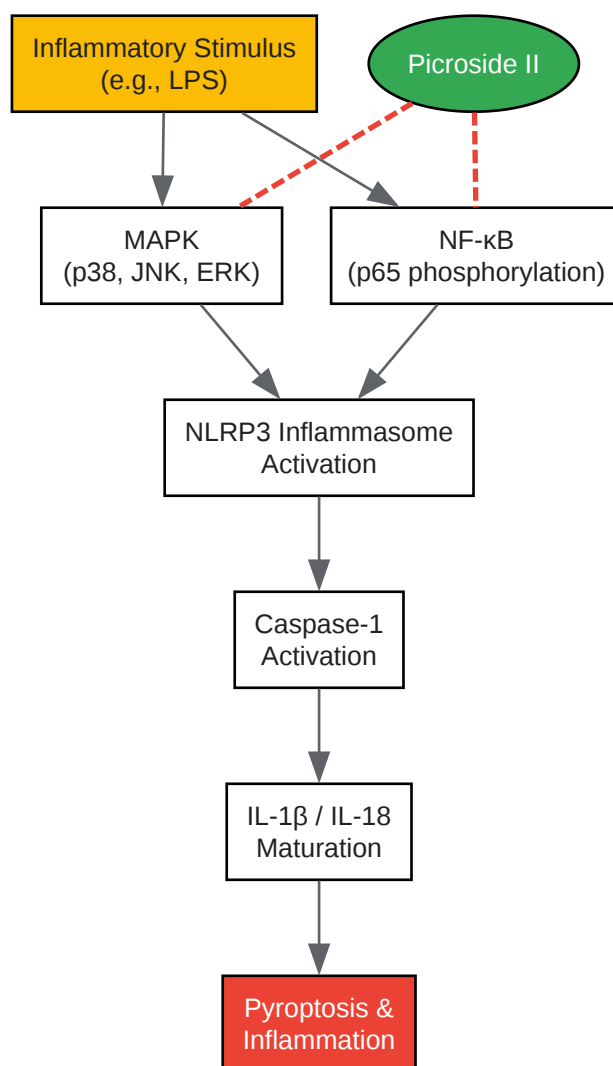 Inflammatory Stimulus
(e.g., LPS)
Picroside II
MAPK
(p38, JNK, ERK)
NF-κB
(p65 phosphorylation)
NLRP3 Inflammasome
Activation
Caspase-1
Activation
IL-1β / IL-18
Maturation
Pyroptosis &
Inflammation